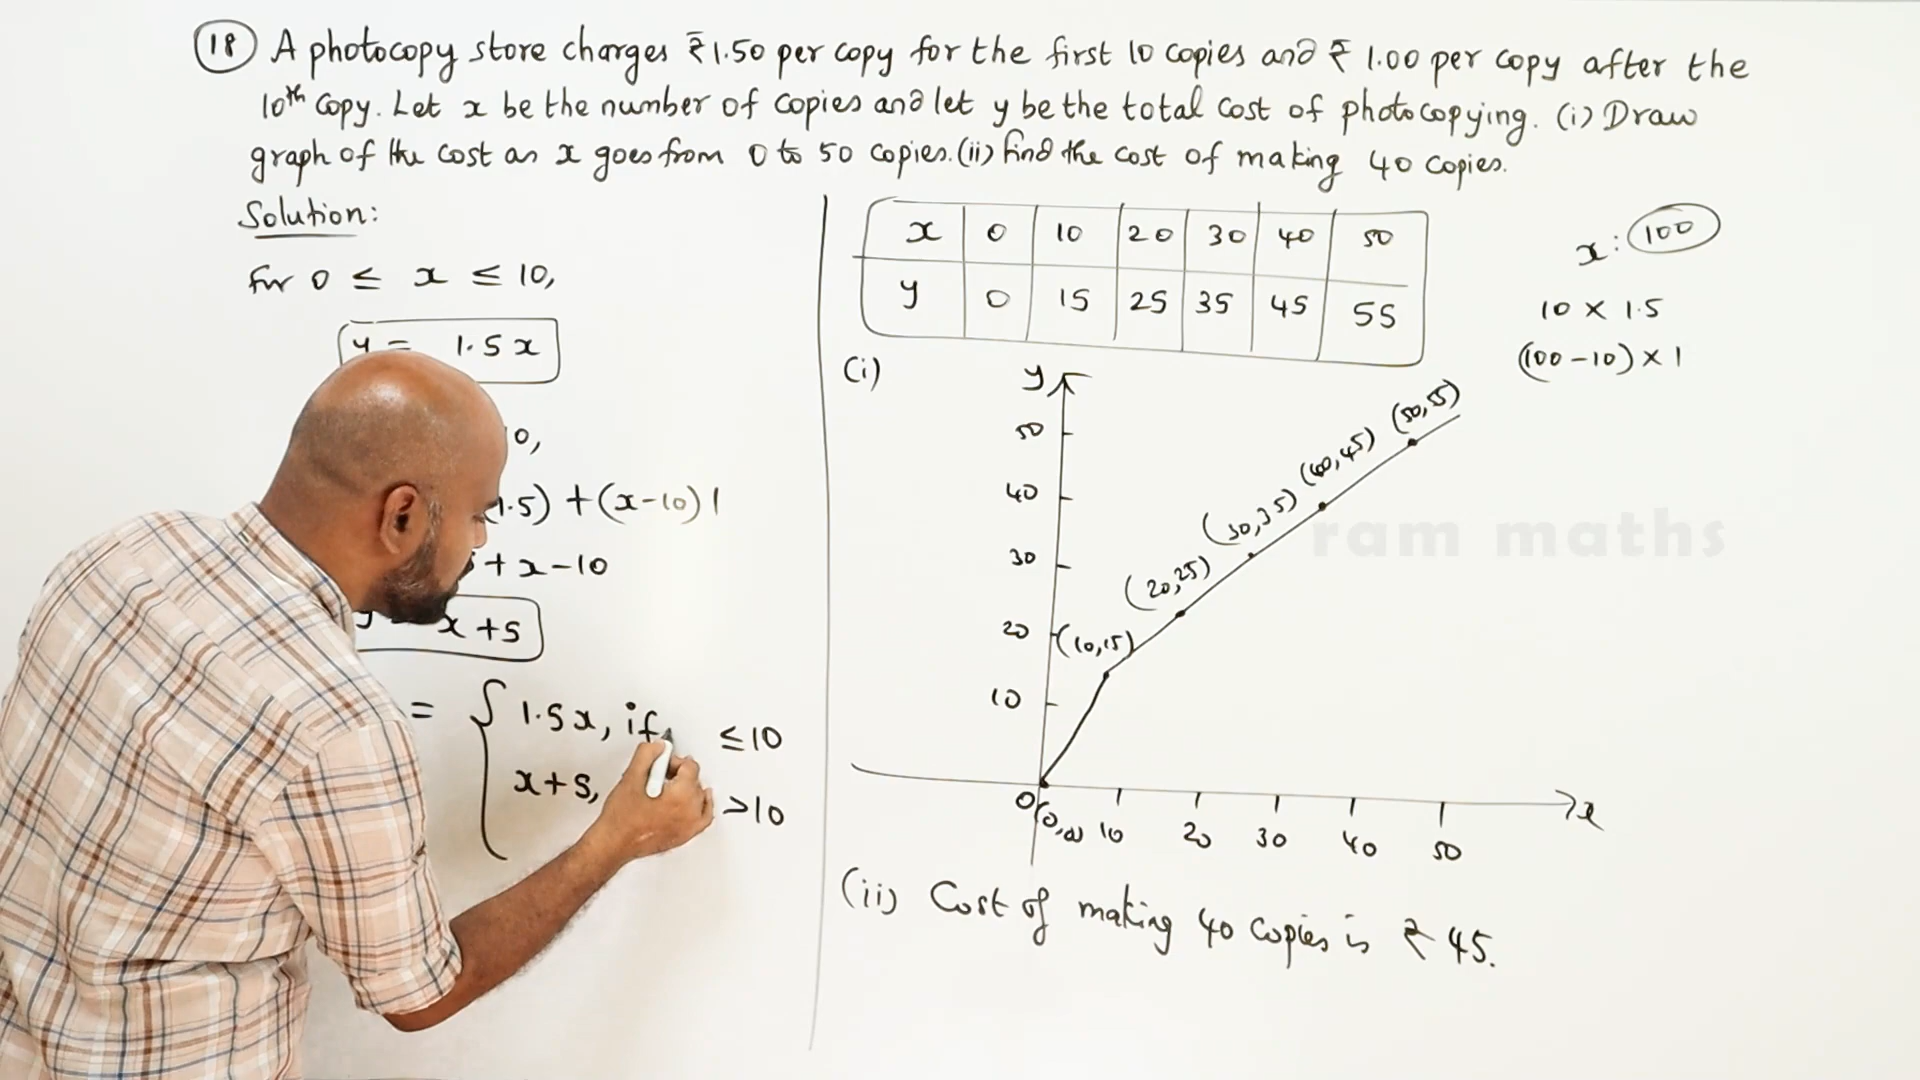 18 A photocopy store charges ₹1.50 per copy for the first 10 copies and ₹ 1.00 per copy after the
10th copy. Let x be the number of copies and let y be the total cost of photocopying. (i) Draw
graph of the cost as x goes from 0 to 50 copies. (ii) find the cost of making 40 copies.
Solution:
For 0 ≤ x ≤ 10,
y = 1.5x
0,
1.5) + (x-10) 1
+ x-10
y = x+5
= { 1.5x, if ≤10
x+5, >10
x 0 10 20 30 40 50
y 0 15 25 35 45 55
x: 100
10 × 1.5
(100-10) × 1
(i)
y
50
40
30
20
10
(50,55)
(40,45)
(30,35)
(20,25)
(10,15)
0 (0,0) 10 20 30 40 50 x
ram maths
(ii) Cost of making 40 copies is ₹ 45.